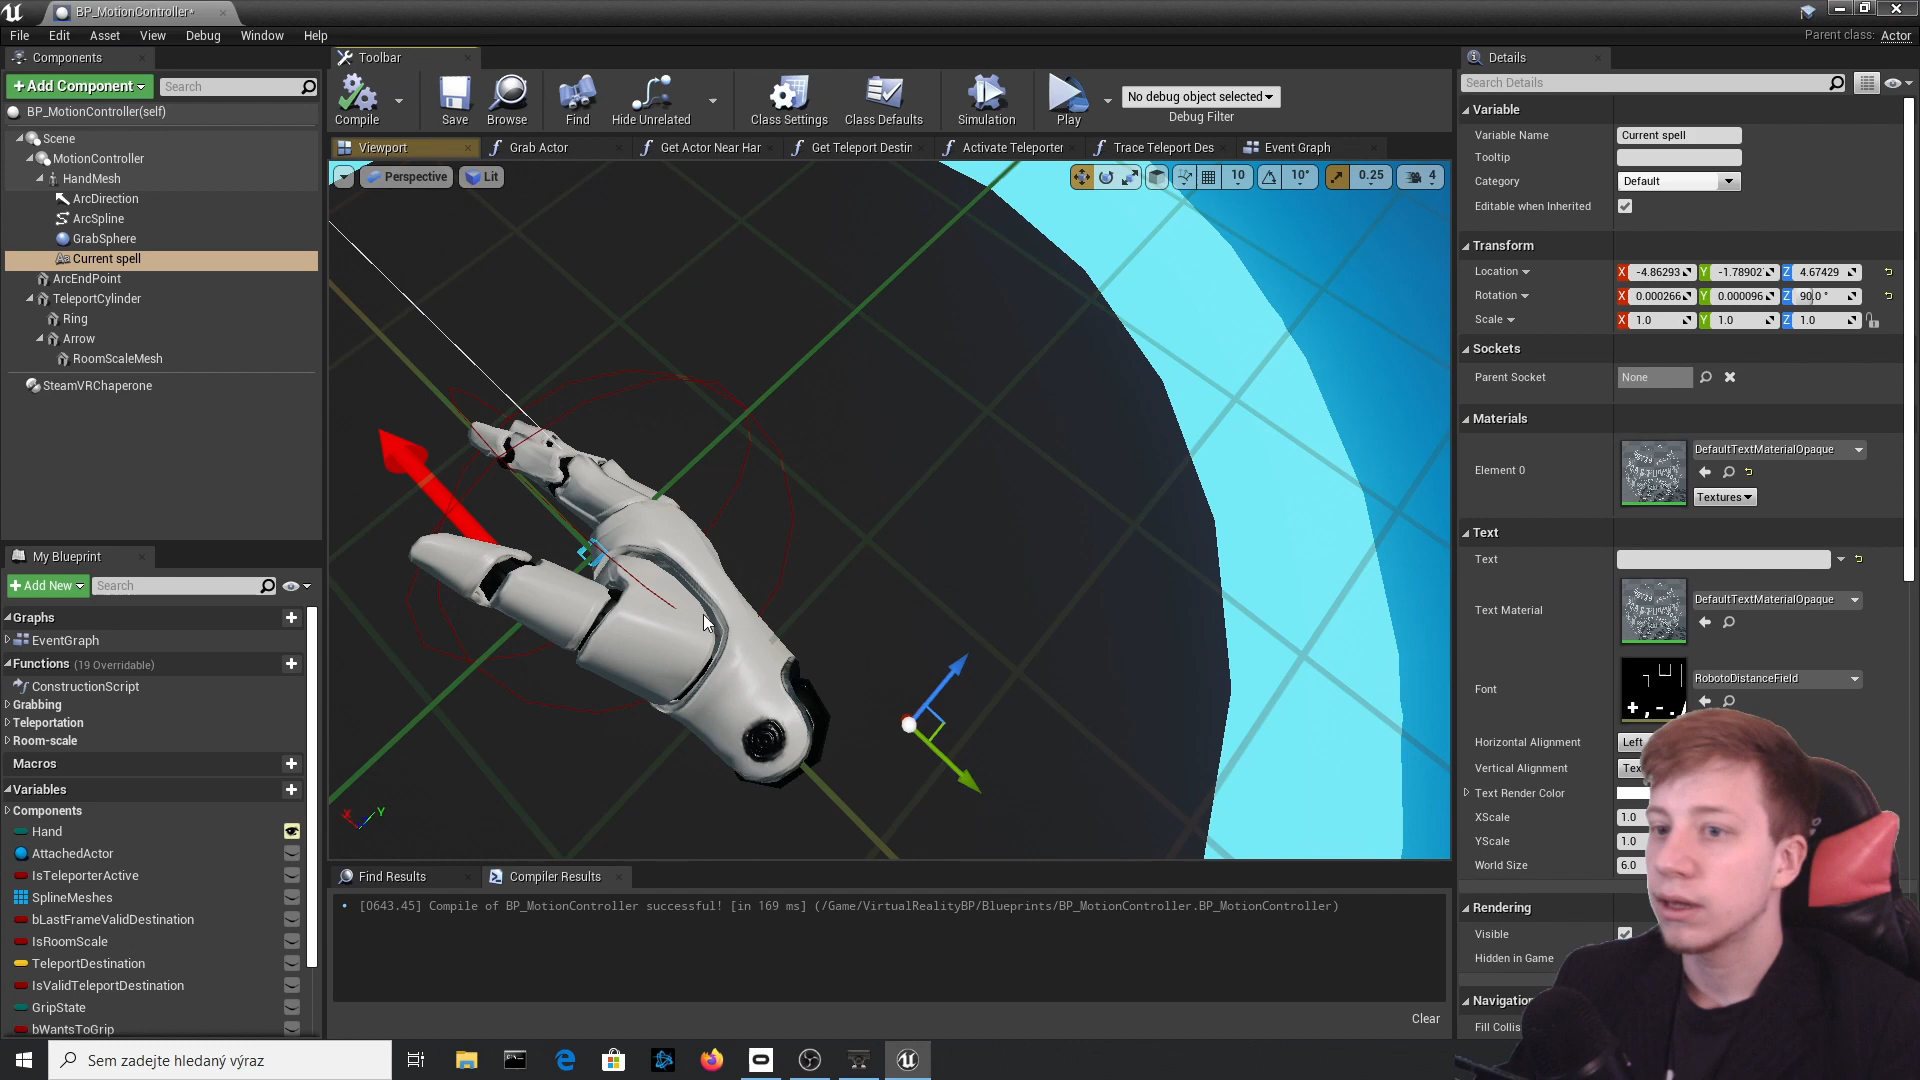 BP_MotionController*
File Edit Asset View Debug Window Help
Parent class: Actor
Components
Toolbar
Details
+ Add Component
Search
Compile
Save
Browse
Find
Hide Unrelated
Class Settings
Class Defaults
Simulation
Play
No debug object selected
Debug Filter
Search Details
BP_MotionController(self)
Scene
MotionController
HandMesh
ArcDirection
ArcSpline
GrabSphere
Current spell
ArcEndPoint
TeleportCylinder
Ring
Arrow
RoomScaleMesh
SteamVRChaperone
Viewport
Grab Actor
Get Actor Near Har
Get Teleport Destin
Activate Teleporter
Trace Teleport Des
Event Graph
Perspective
Lit
10
10°
0.25
4
X
Y
My Blueprint
+ Add New
Search
Graphs
EventGraph
Functions (19 Overridable)
ConstructionScript
Grabbing
Teleportation
Room-scale
Macros
Variables
Components
Hand
AttachedActor
IsTeleporterActive
SplineMeshes
bLastFrameValidDestination
IsRoomScale
TeleportDestination
IsValidTeleportDestination
GripState
bWantsToGrip
Find Results
Compiler Results
[0643.45] Compile of BP_MotionController successful! [in 169 ms] (/Game/VirtualRealityBP/Blueprints/BP_MotionController.BP_MotionController)
Clear
Variable
Variable Name Current spell
Tooltip
Category Default
Editable when Inherited
Transform
Location X -4.86293 Y -1.78902 Z 4.67429
Rotation X 0.000266 Y 0.000096 Z 90.0 °
Scale X 1.0 Y 1.0 Z 1.0
Sockets
Parent Socket None
Materials
Element 0 DefaultTextMaterialOpaque
Textures
Text
Text
Text Material DefaultTextMaterialOpaque
Font RobotoDistanceField
Horizontal Alignment Left
Vertical Alignment Tex
Text Render Color
XScale 1.0
YScale 1.0
World Size 6.0
Rendering
Visible
Hidden in Game
Navigation
Fill Collis
Sem zadejte hledaný výraz